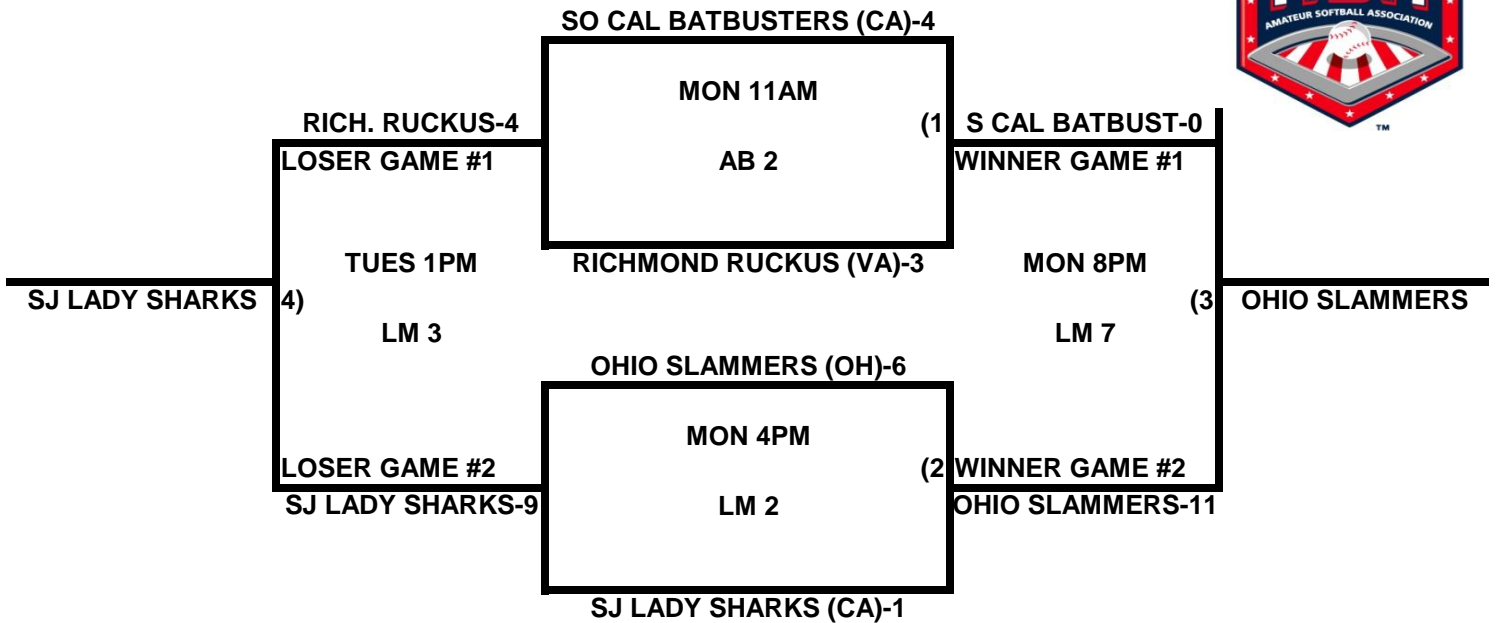 SO CAL BATBUSTERS (CA)-4
AMATEUR SOFTBALL ASSOCIATION
TM
MON 11AM
RICH. RUCKUS-4
(1
S CAL BATBUST-0
LOSER GAME #1
AB 2
WINNER GAME #1
TUES 1PM
RICHMOND RUCKUS (VA)-3
MON 8PM
SJ LADY SHARKS
4)
(3
OHIO SLAMMERS
LM 3
LM 7
OHIO SLAMMERS (OH)-6
MON 4PM
LOSER GAME #2
(2
WINNER GAME #2
SJ LADY SHARKS-9
LM 2
OHIO SLAMMERS-11
SJ LADY SHARKS (CA)-1